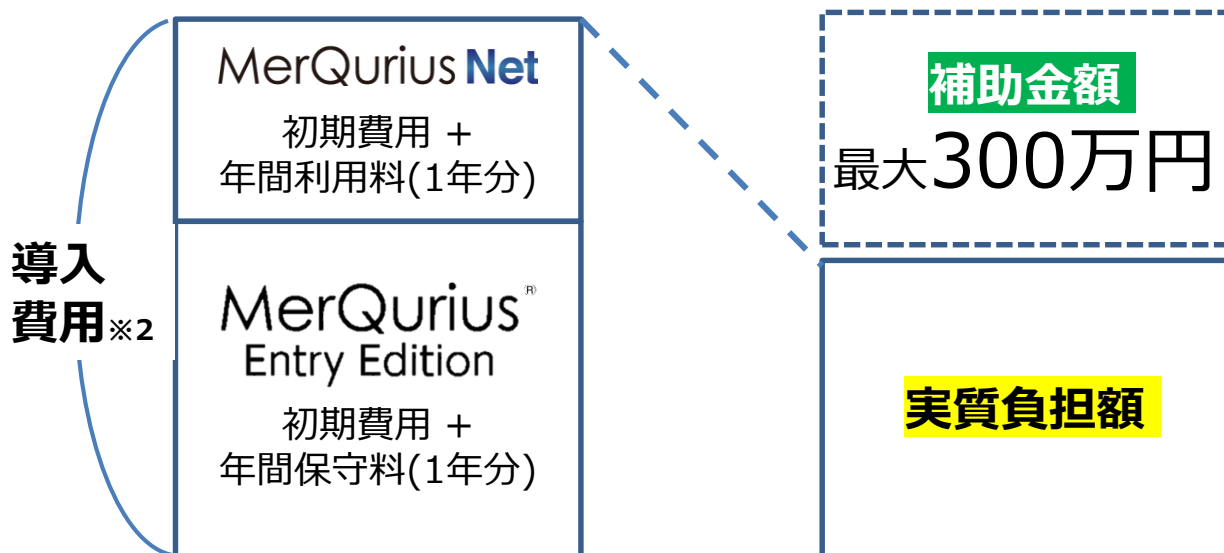 MerQurius Net
初期費用 +
年間利用料(1年分)
導入
費用※2
MerQurius®
Entry Edition
初期費用 +
年間保守料(1年分)
補助金額
最大300万円
実質負担額